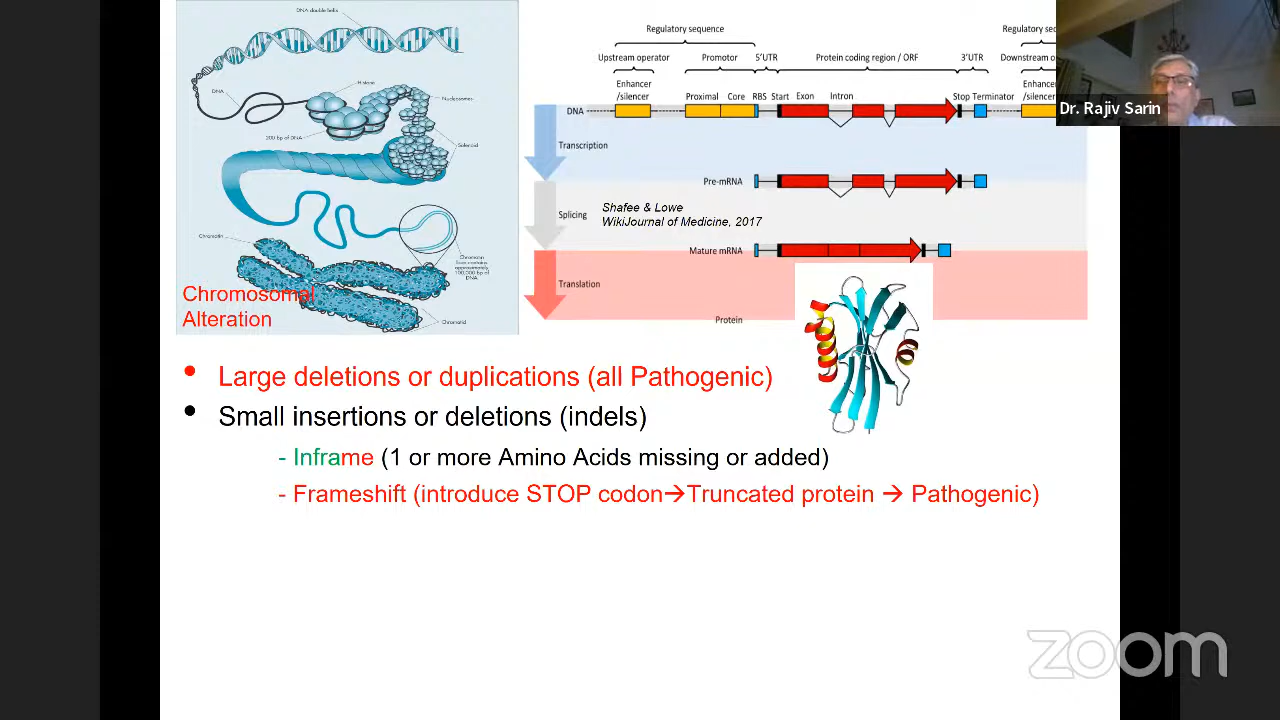 DNA double helix
DNA
Histone
Nucleosomes
200 bp of DNA
Solenoid
Chromatin
Chromatid
Chromosomal
Alteration
Regulatory sequence
Regulatory seq
Upstream operator
Promotor
5'UTR
Protein coding region / ORF
3'UTR
Downstream o
Enhancer
/silencer
Proximal
Core
RBS
Start
Exon
Intron
Stop
Terminator
Enhan
/silencer
DNA
Transcription
Pre-mRNA
Splicing
Shafee & Lowe
WikiJournal of Medicine, 2017
Mature mRNA
Translation
Protein
Dr. Rajiv Sarin
• Large deletions or duplications (all Pathogenic)
• Small insertions or deletions (indels)
- Inframe (1 or more Amino Acids missing or added)
- Frameshift (introduce STOP codon→Truncated protein → Pathogenic)
zoom